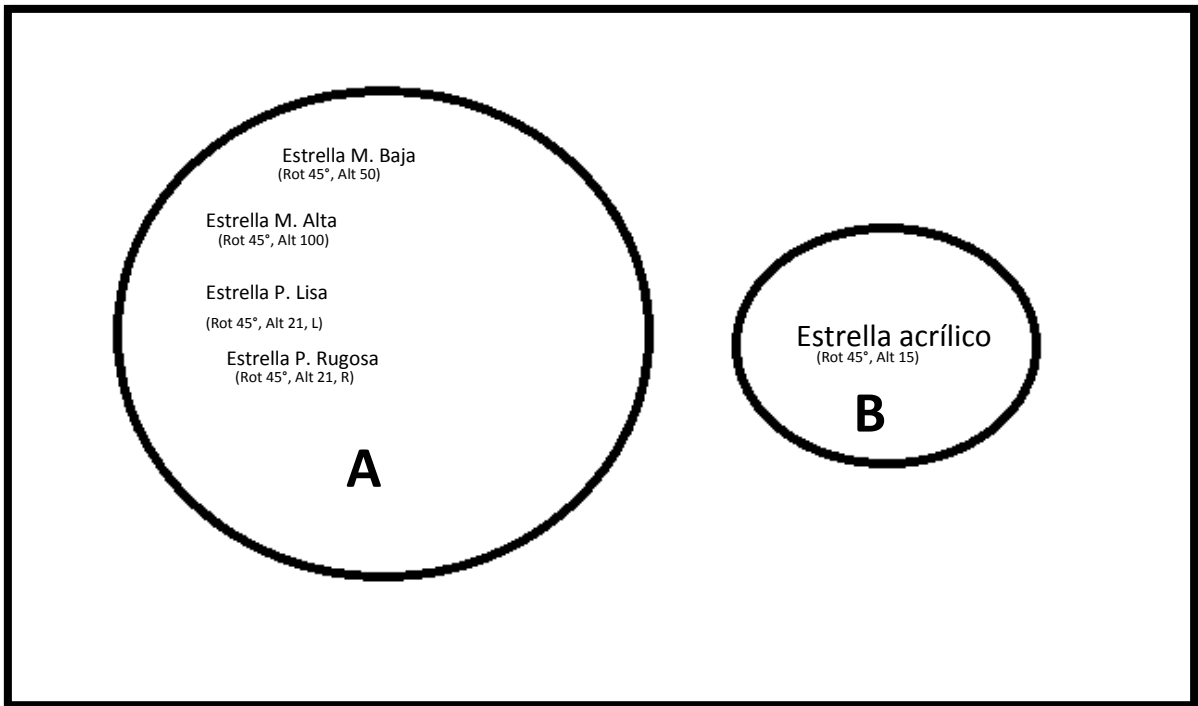 Estrella M. Baja
(Rot 45°, Alt 50)
Estrella M. Alta
(Rot 45°, Alt 100)
Estrella P. Lisa
(Rot 45°, Alt 21, L)
Estrella P. Rugosa
(Rot 45°, Alt 21, R)
A
Estrella acrílico
(Rot 45°, Alt 15)
B